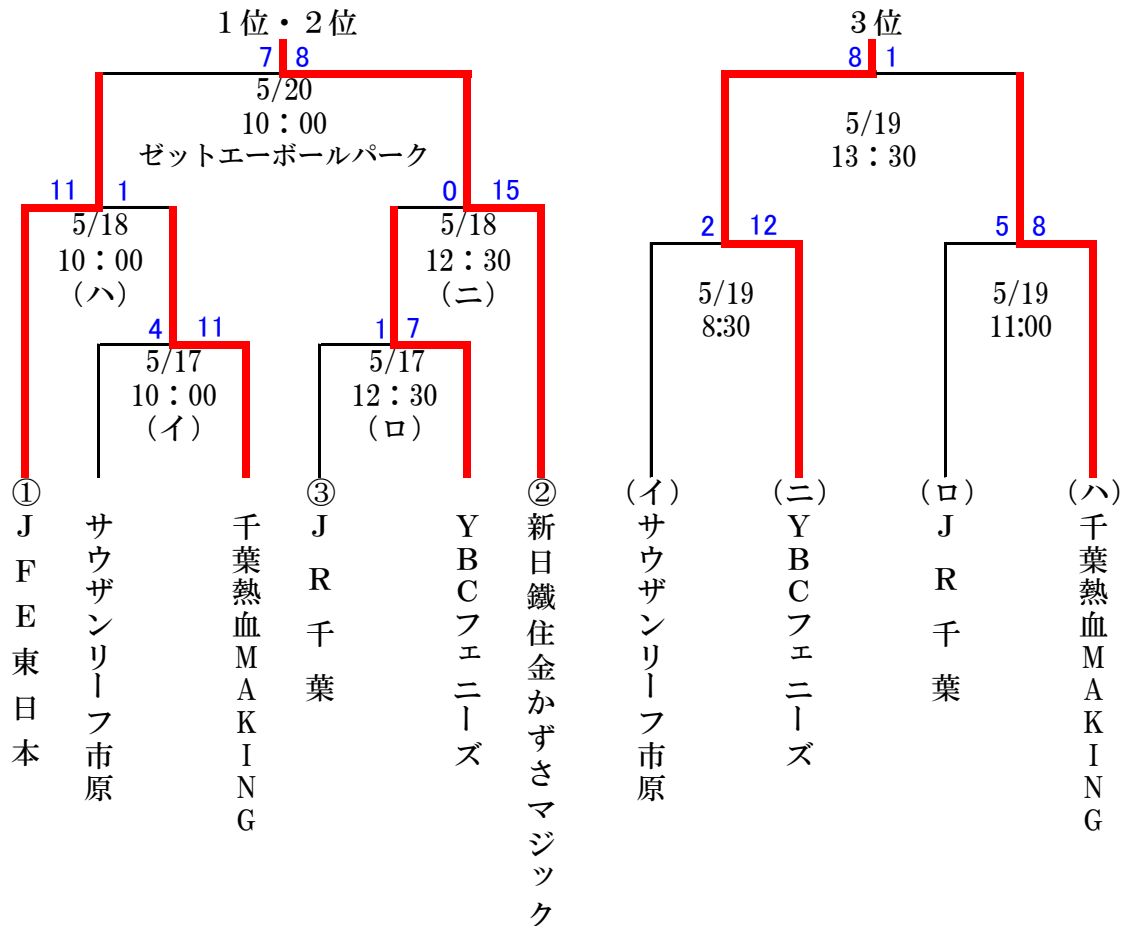 １位・２位
3位
7 8
8 1
5/20
10：00
ゼットエーボールパーク
5/19
13：30
11 1
0 15
5/18
10：00
（ハ）
5/18
12：30
（ニ）
2 12
5 8
5/19
8:30
5/19
11:00
4 11
1 7
5/17
10：00
（イ）
5/17
12：30
（ロ）
①
ＪＦＥ東日本
サウザンリーフ市原
千葉熱血ＭＡＫＩＮＧ
③
ＪＲ千葉
ＹＢＣフェニーズ
②
新日鐵住金かずさマジック
（イ）
サウザンリーフ市原
（ニ）
ＹＢＣフェニーズ
（ロ）
ＪＲ千葉
（ハ）
千葉熱血ＭＡＫＩＮＧ